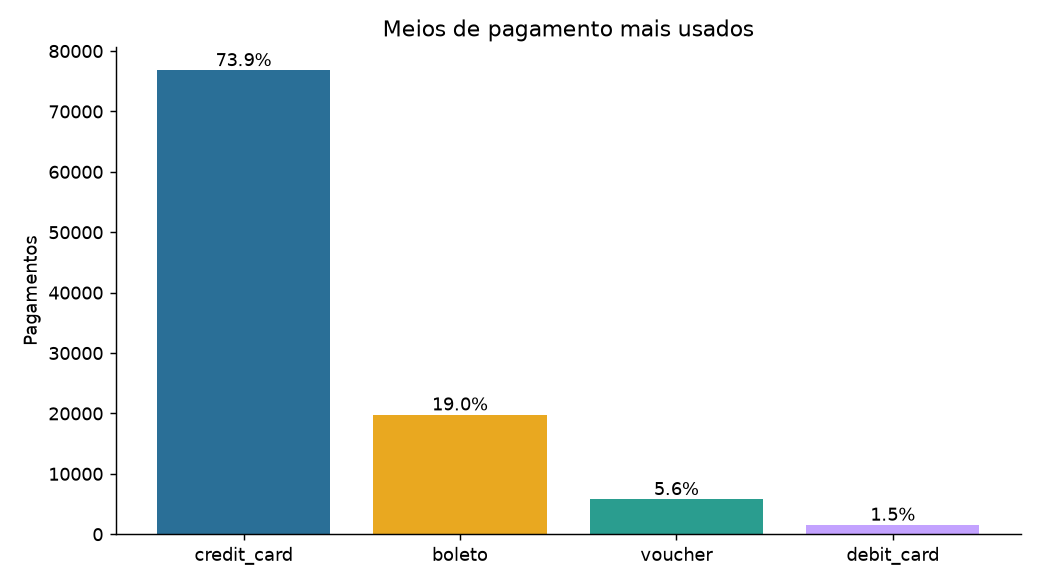 Meios de pagamento mais usados
Pagamentos
80000
70000
60000
50000
40000
30000
20000
10000
0
73.9%
19.0%
5.6%
1.5%
credit_card
boleto
voucher
debit_card